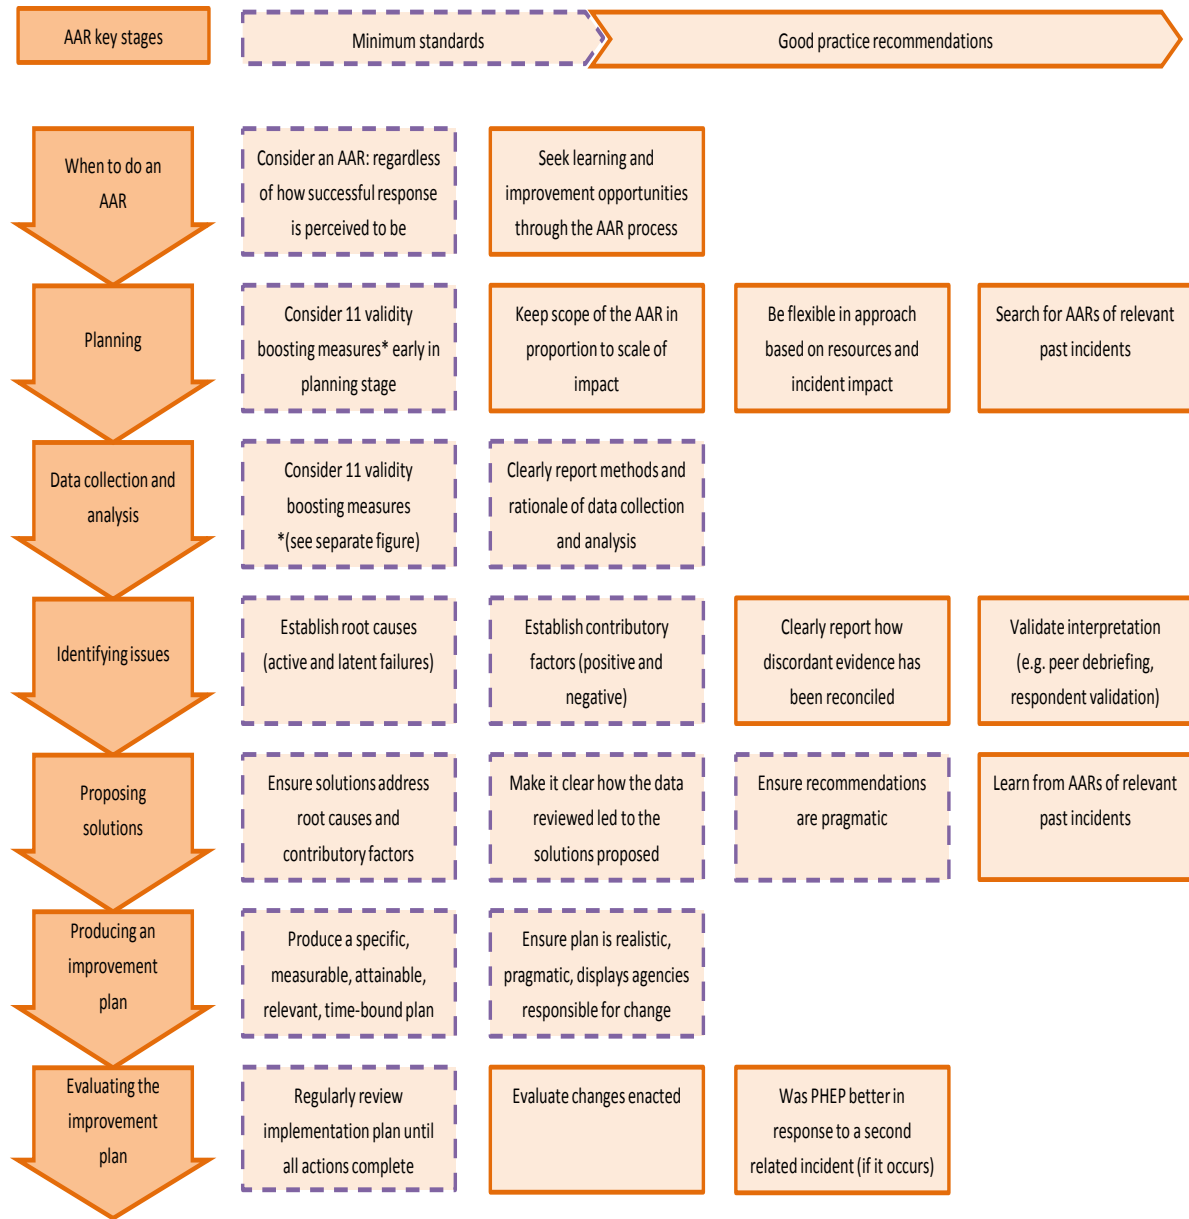 AAR key stages
Minimum standards
Good practice recommendations
When to do an
AAR
Consider an AAR: regardless
of how successful response
is perceived to be
Seek learning and
improvement opportunities
through the AAR process
Planning
Consider 11 validity
boosting measures* early in
planning stage
Keep scope of the AAR in
proportion to scale of
impact
Be flexible in approach
based on resources and
incident impact
Search for AARs of relevant
past incidents
Data collection and
analysis
Consider 11 validity
boosting measures
*(see separate figure)
Clearly report methods and
rationale of data collection
and analysis
Identifying issues
Establish root causes
(active and latent failures)
Establish contributory
factors (positive and
negative)
Clearly report how
discordant evidence has
been reconciled
Validate interpretation
(e.g. peer debriefing,
respondent validation)
Proposing
solutions
Ensure solutions address
root causes and
contributory factors
Make it clear how the data
reviewed led to the
solutions proposed
Ensure recommendations
are pragmatic
Learn from AARs of relevant
past incidents
Producing an
improvement
plan
Produce a specific,
measurable, attainable,
relevant, time-bound plan
Ensure plan is realistic,
pragmatic, displays agencies
responsible for change
Evaluating the
improvement
plan
Regularly review
implementation plan until
all actions complete
Evaluate changes enacted
Was PHEP better in
response to a second
related incident (if it occurs)